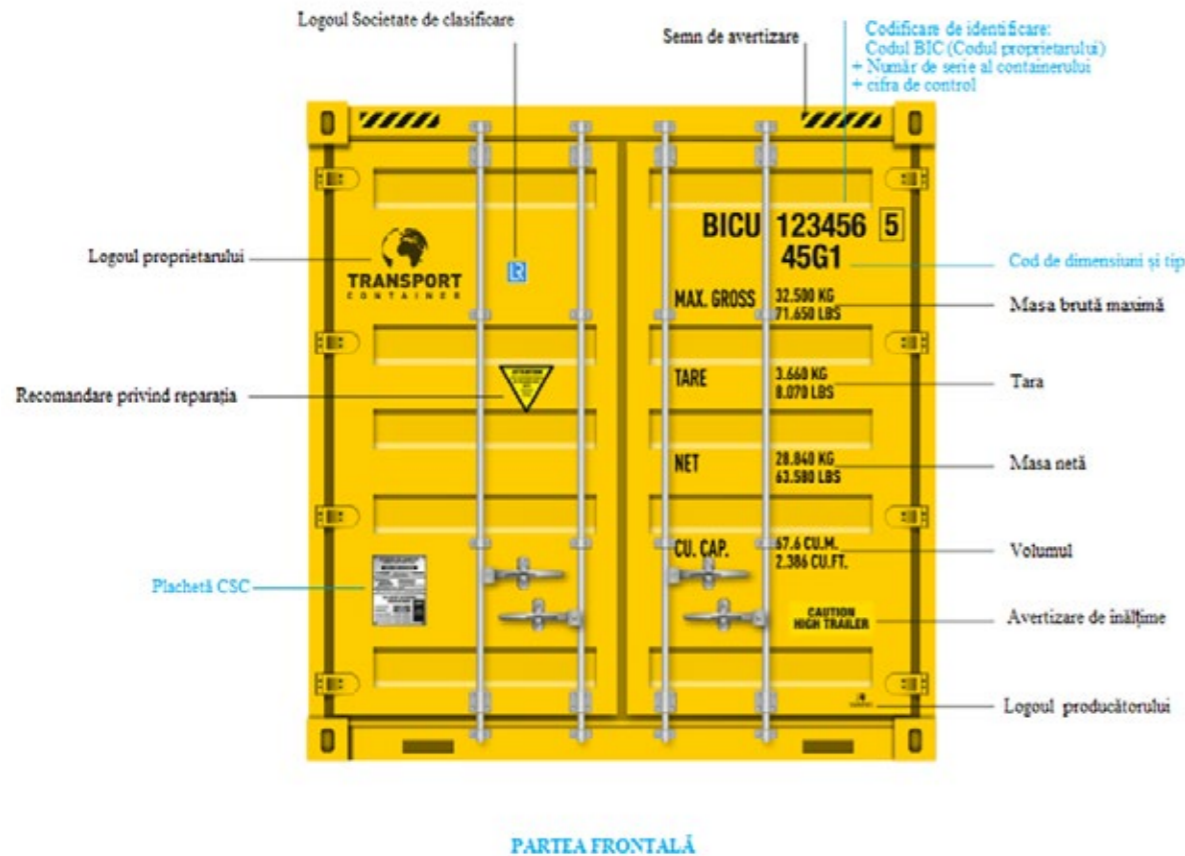 Logoul Societate de clasificare
Semn de avertizare
Codificare de identificare:
Codul BIC (Codul proprietarului)
+ Număr de serie al containerului
+ cifra de control
Logoul proprietarului
TRANSPORT
CONTAINER
LR
BICU 123456 5
45G1
Cod de dimensiuni și tip
MAX. GROSS 32.500 KG
71.650 LBS
Masa brută maximă
Recomandare privind reparația
ATTENTION
TARE 3.660 KG
8.070 LBS
Tara
NET 28.840 KG
63.580 LBS
Masa netă
CU. CAP. 67.6 CU.M.
2.386 CU.FT.
Volumul
Plachetă CSC
CAUTION
HIGH TRAILER
Avertizare de înălțime
Logoul producătorului
PARTEA FRONTALĂ